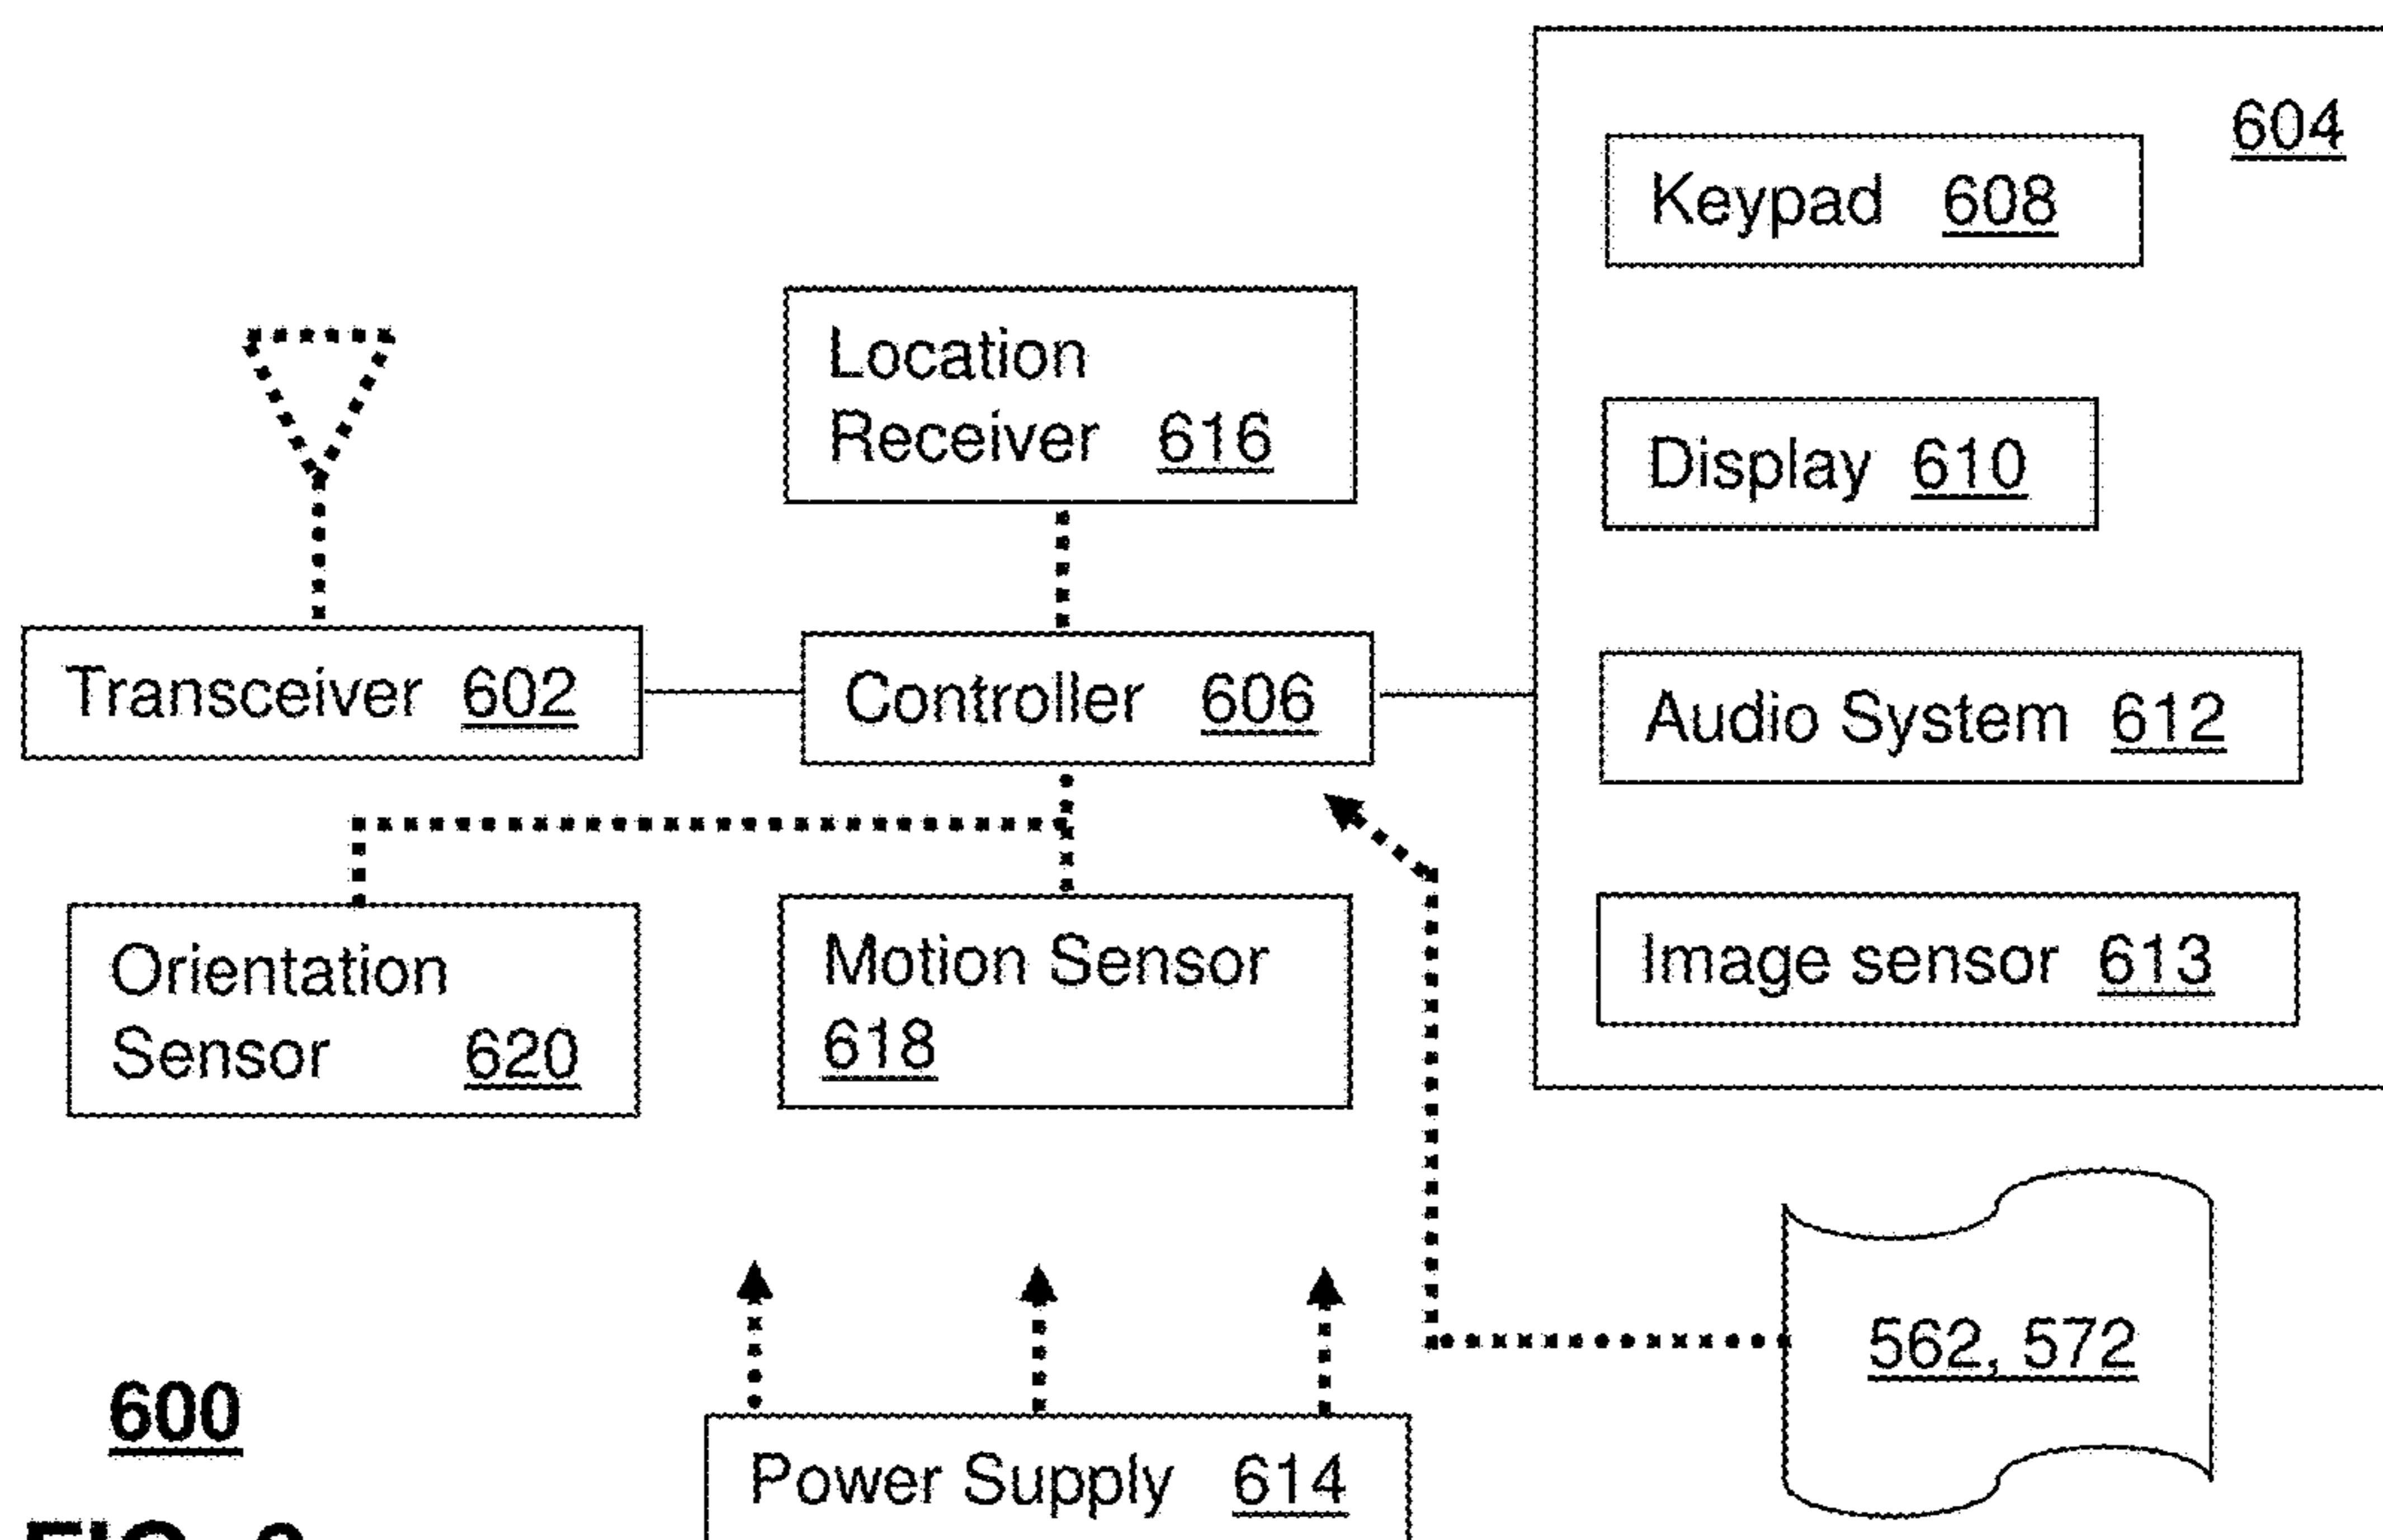 604
Keypad 608
Location
Receiver 616
Display 610
Transceiver 602
Controller 606
Audio System 612
Orientation
Sensor 620
Motion Sensor
618
Image sensor 613
562, 572
600
Power Supply 614